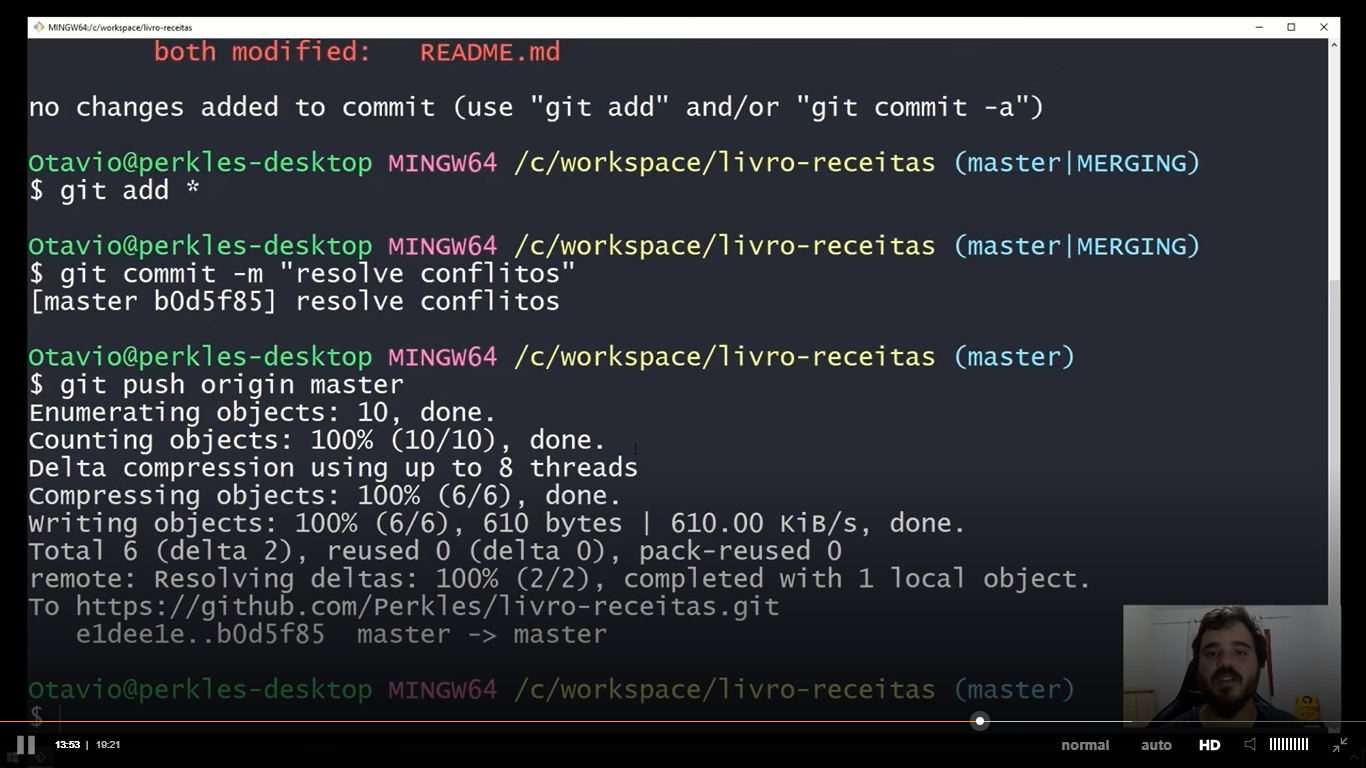 MINGW64:/c/workspace/livro-receitas
both modified:   README.md
no changes added to commit (use "git add" and/or "git commit -a")
Otavio@perkles-desktop MINGW64 /c/workspace/livro-receitas (master|MERGING)
$ git add *
Otavio@perkles-desktop MINGW64 /c/workspace/livro-receitas (master|MERGING)
$ git commit -m "resolve conflitos"
[master b0d5f85] resolve conflitos
Otavio@perkles-desktop MINGW64 /c/workspace/livro-receitas (master)
$ git push origin master
Enumerating objects: 10, done.
Counting objects: 100% (10/10), done.
Delta compression using up to 8 threads
Compressing objects: 100% (6/6), done.
Writing objects: 100% (6/6), 610 bytes | 610.00 KiB/s, done.
Total 6 (delta 2), reused 0 (delta 0), pack-reused 0
remote: Resolving deltas: 100% (2/2), completed with 1 local object.
To https://github.com/Perkles/livro-receitas.git
   e1dee1e..b0d5f85  master -> master
Otavio@perkles-desktop MINGW64 /c/workspace/livro-receitas (master)
$
13:53 | 19:21
normal auto HD